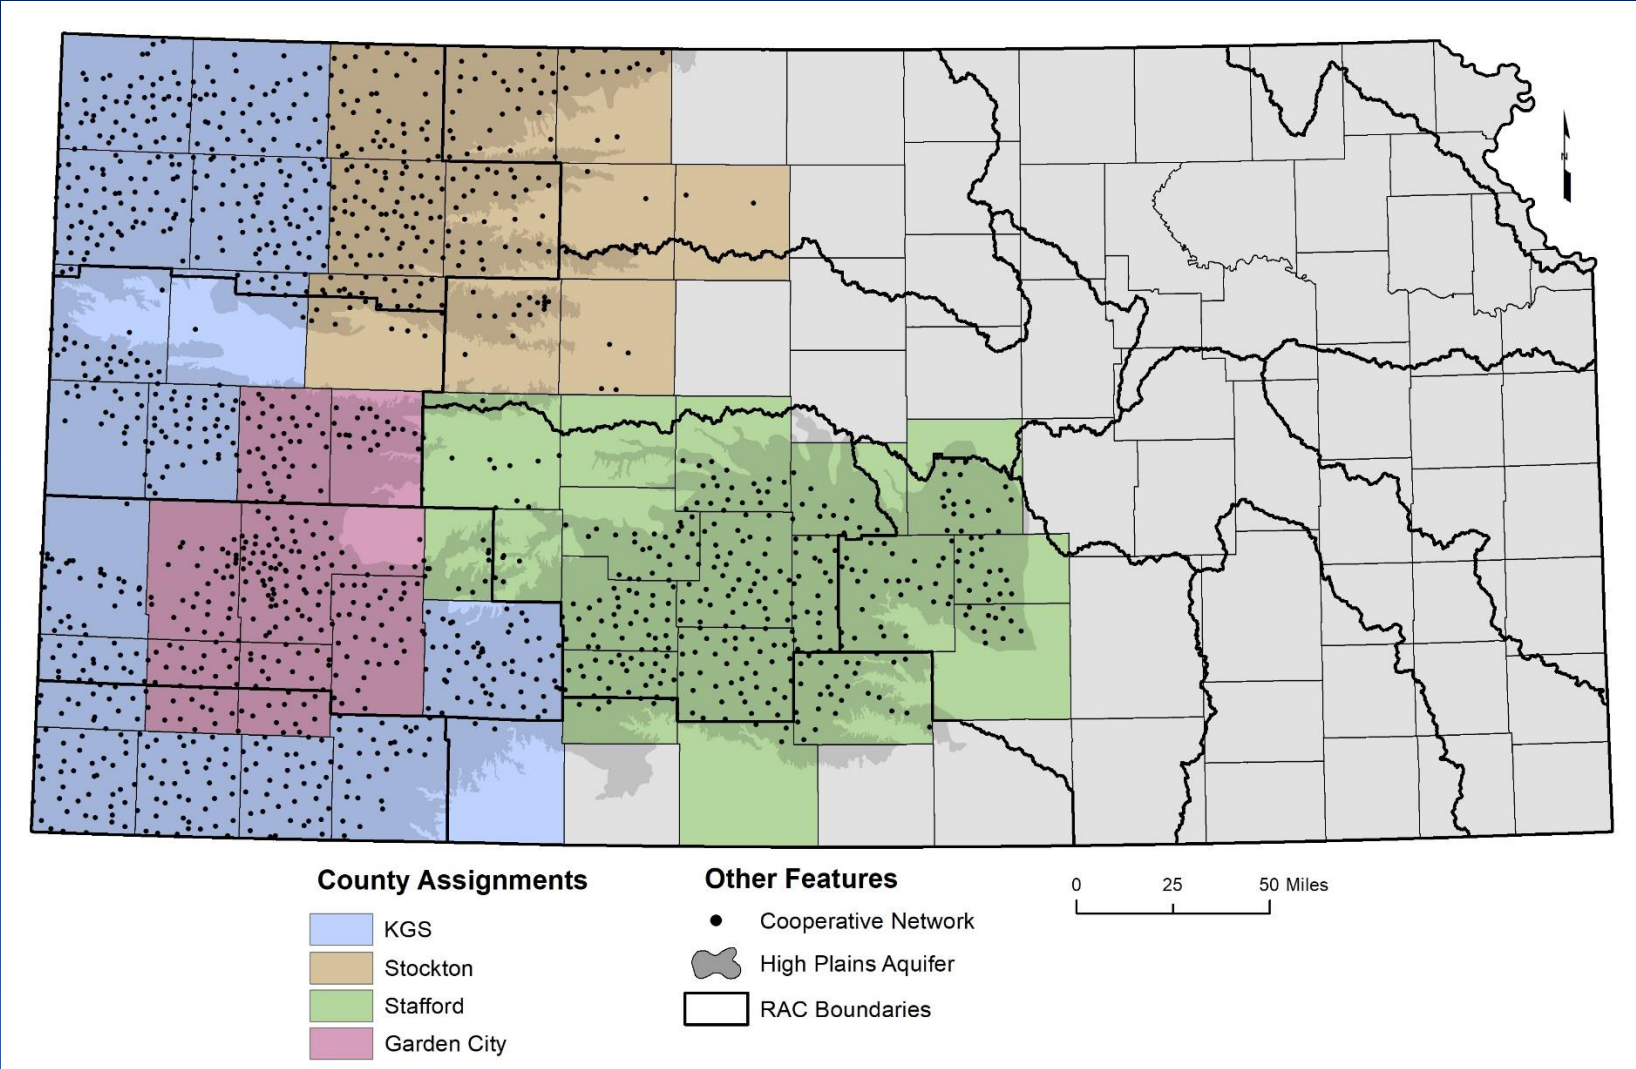 N
County Assignments
KGS
Stockton
Stafford
Garden City
Other Features
Cooperative Network
High Plains Aquifer
RAC Boundaries
0 25 50 Miles